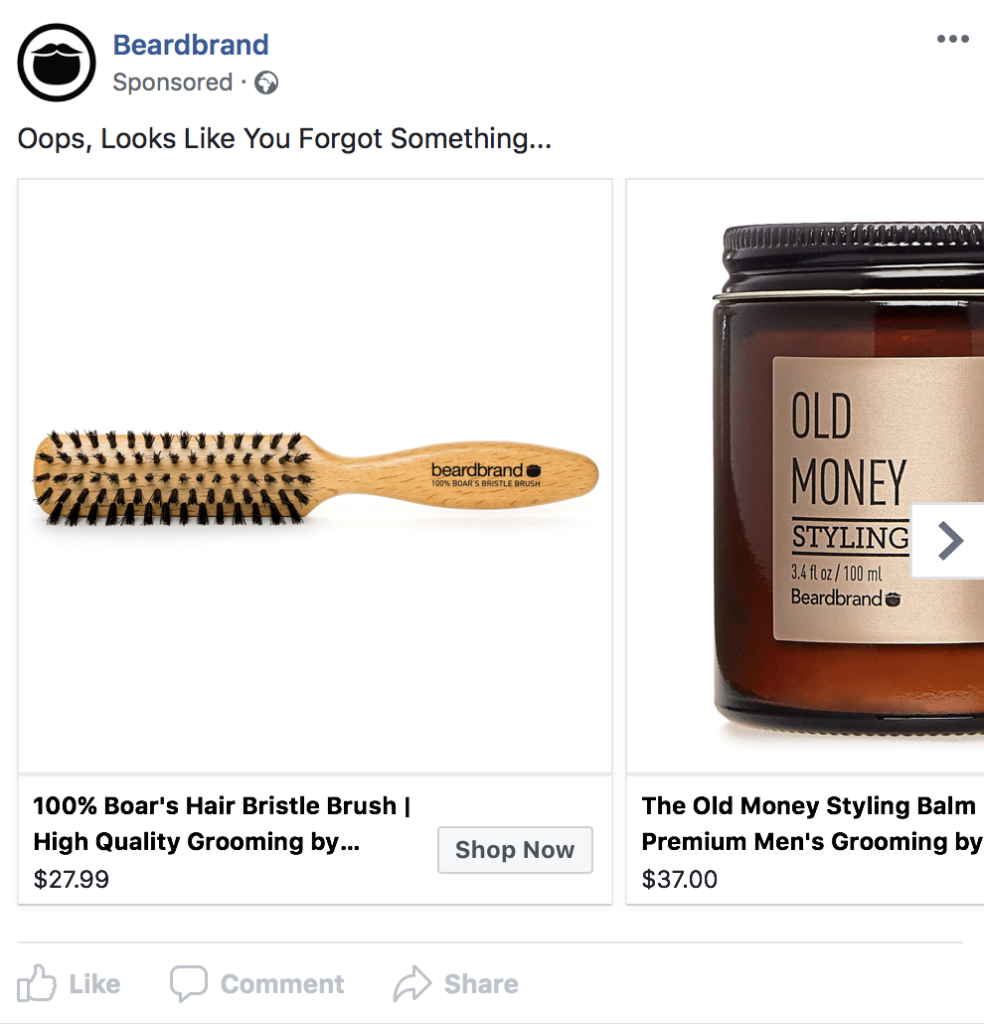 Beardbrand
Sponsored ·
Oops, Looks Like You Forgot Something...
beardbrand
100% BOAR'S BRISTLE BRUSH
OLD
MONEY
STYLING
3.4 fl oz / 100 ml
Beardbrand
100% Boar's Hair Bristle Brush |
High Quality Grooming by...
$27.99
Shop Now
The Old Money Styling Balm
Premium Men's Grooming by
$37.00
Like
Comment
Share